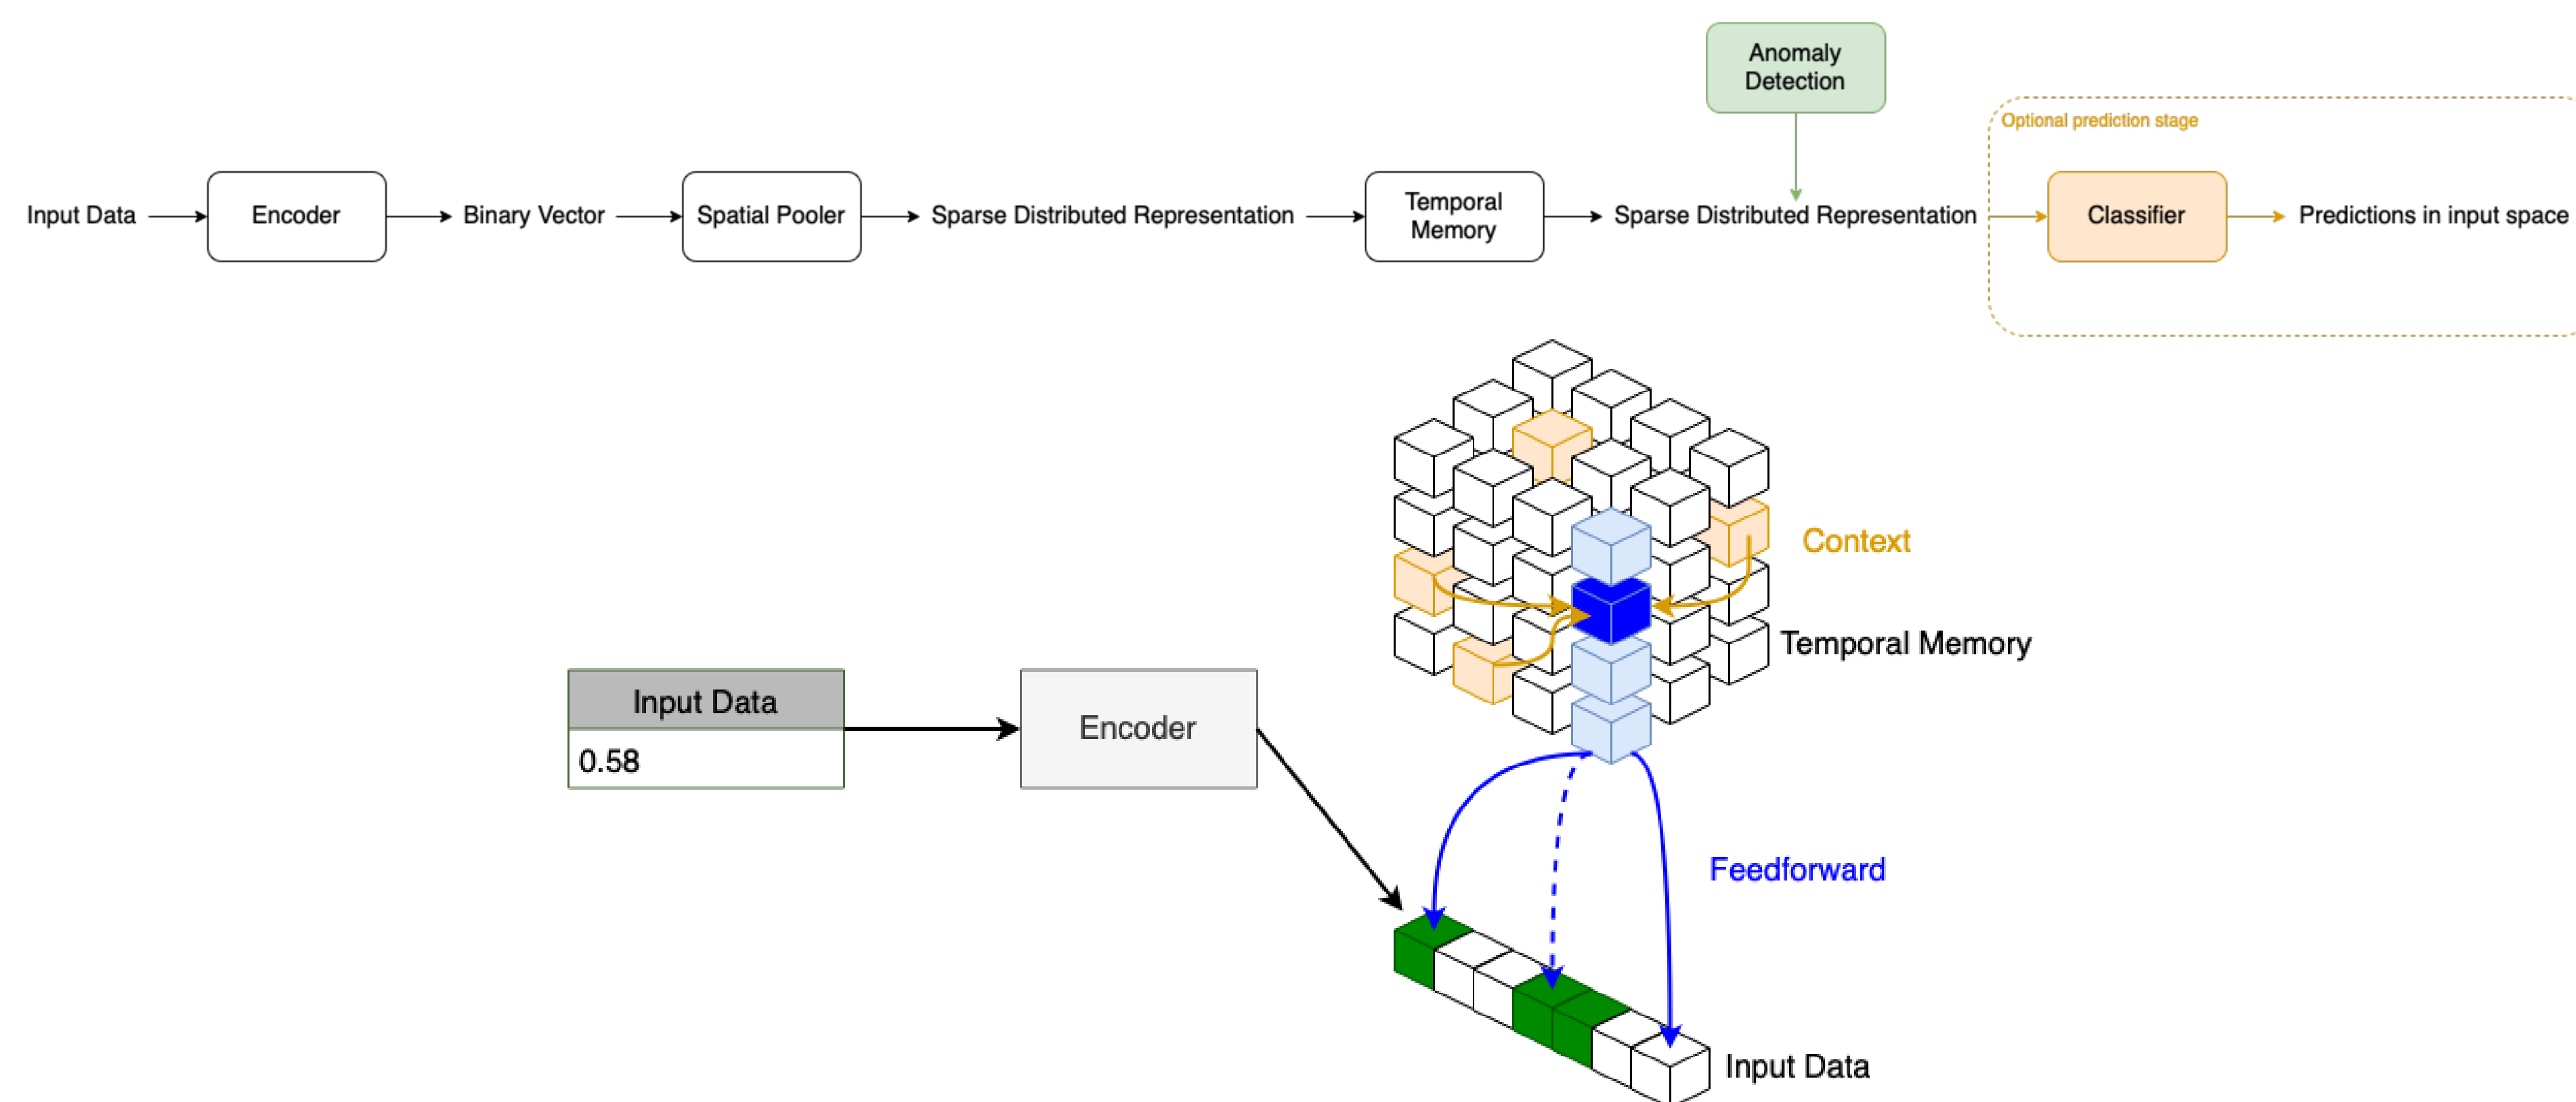 Anomaly
Detection
Optional prediction stage
Input Data
Encoder
Binary Vector
Spatial Pooler
Sparse Distributed Representation
Temporal
Memory
Sparse Distributed Representation
Classifier
Predictions in input space
Context
Temporal Memory
Input Data
0.58
Encoder
Feedforward
Input Data